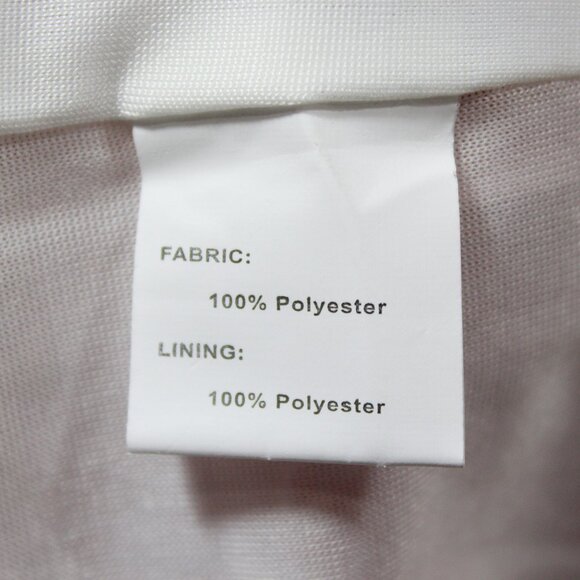 FABRIC:
100% Polyester
LINING:
100% Polyester